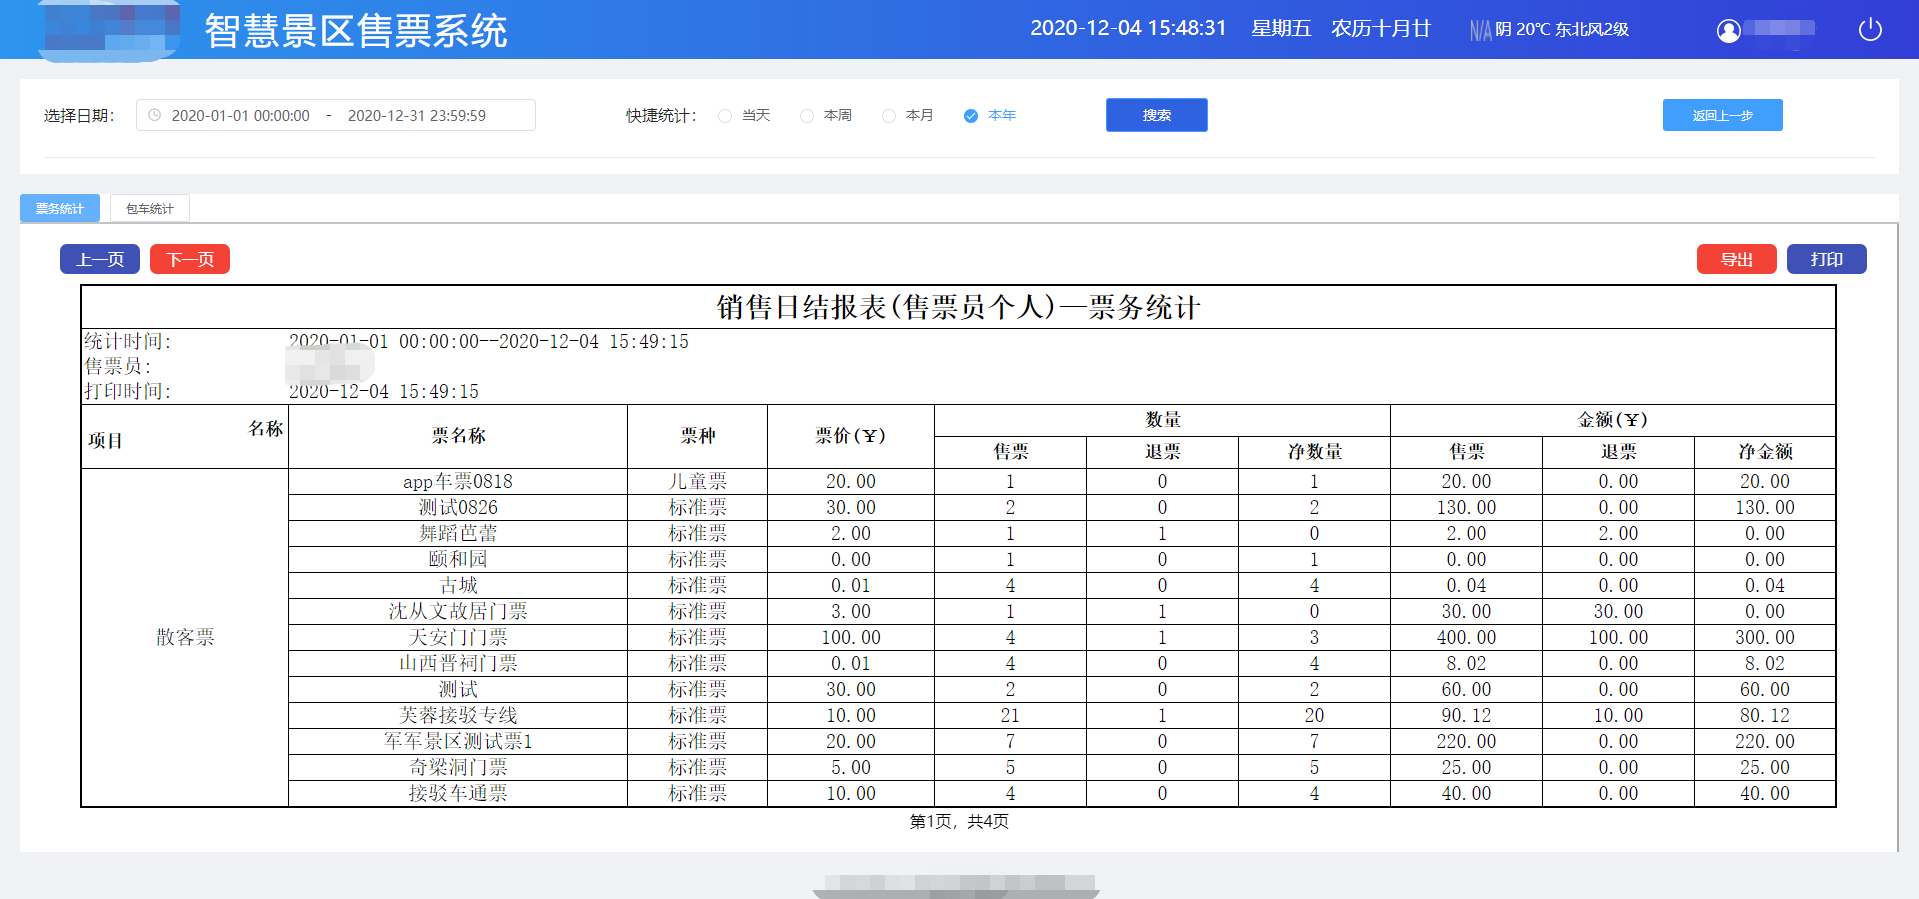 智慧景区售票系统
2020-12-04 15:48:31 星期五 农历十月廿 N/A 阴 20℃ 东北风2级
选择日期： 2020-01-01 00:00:00 - 2020-12-31 23:59:59 快捷统计： 当天 本周 本月 本年 搜索 返回上一步
票务统计 包车统计
上一页 下一页 导出 打印
销售日结报表(售票员个人)—票务统计
统计时间: 2020-01-01 00:00:00--2020-12-04 15:49:15
售票员:
打印时间: 2020-12-04 15:49:15
项目 名称 票名称 票种 票价(¥) 数量 金额(¥)
售票 退票 净数量 售票 退票 净金额
散客票
app车票0818 儿童票 20.00 1 0 1 20.00 0.00 20.00
测试0826 标准票 30.00 2 0 2 130.00 0.00 130.00
舞蹈芭蕾 标准票 2.00 1 1 0 2.00 2.00 0.00
颐和园 标准票 0.00 1 0 1 0.00 0.00 0.00
古城 标准票 0.01 4 0 4 0.04 0.00 0.04
沈从文故居门票 标准票 3.00 1 1 0 30.00 30.00 0.00
天安门门票 标准票 100.00 4 1 3 400.00 100.00 300.00
山西晋祠门票 标准票 0.01 4 0 4 8.02 0.00 8.02
测试 标准票 30.00 2 0 2 60.00 0.00 60.00
芙蓉接驳专线 标准票 10.00 21 1 20 90.12 10.00 80.12
军军景区测试票1 标准票 20.00 7 0 7 220.00 0.00 220.00
奇梁洞门票 标准票 5.00 5 0 5 25.00 0.00 25.00
接驳车通票 标准票 10.00 4 0 4 40.00 0.00 40.00
第1页，共4页